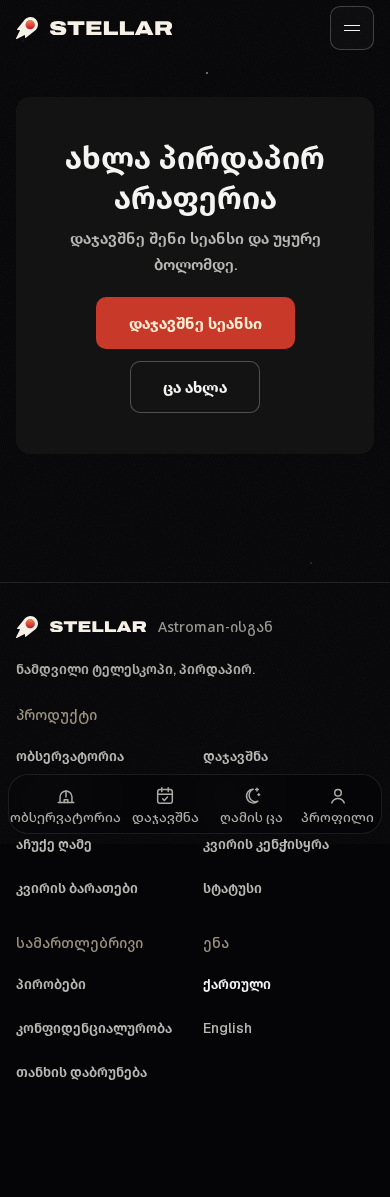 STELLAR
ახლა პირდაპირ
არაფერია
დაჯავშნე შენი სეანსი და უყურე
ბოლომდე.
დაჯავშნე სეანსი
ცა ახლა
STELLAR Astroman-ისგან
ნამდვილი ტელესკოპი, პირდაპირ.
პროდუქტი
ობსერვატორია დაჯავშნა
ობსერვატორია დაჯავშნა ღამის ცა პროფილი
აჩუქე ღამე კვირის კენჭისყრა
კვირის ბარათები სტატუსი
სამართლებრივი ენა
პირობები ქართული
კონფიდენციალურობა English
თანხის დაბრუნება